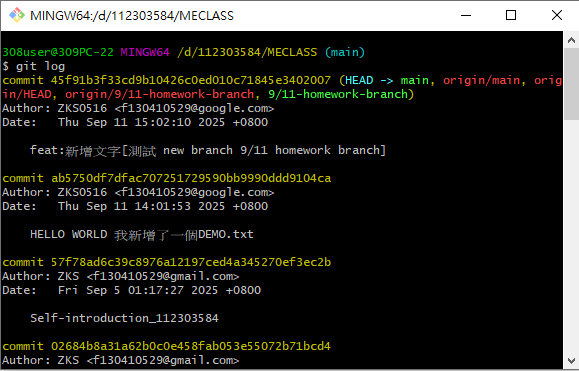 MINGW64:/d/112303584/MECLASS
308user@309PC-22 MINGW64 /d/112303584/MECLASS (main)
$ git log
commit 45f91b3f33cd9b10426c0ed010c71845e3402007 (HEAD -> main, origin/main, orig
in/HEAD, origin/9/11-homework-branch, 9/11-homework-branch)
Author: ZKS0516 <f130410529@google.com>
Date:   Thu Sep 11 15:02:10 2025 +0800
feat:新增文字[測試 new branch 9/11 homework branch]
commit ab5750df7dfac707251729590bb9990ddd9104ca
Author: ZKS0516 <f130410529@google.com>
Date:   Thu Sep 11 14:01:53 2025 +0800
HELLO WORLD 我新增了一個DEMO.txt
commit 57f78ad6c39c8976a12197ced4a345270ef3ec2b
Author: ZKS <f130410529@gmail.com>
Date:   Fri Sep 5 01:17:27 2025 +0800
Self-introduction_112303584
commit 02684b8a31a62b0c0e458fab053e55072b71bcd4
Author: ZKS <f130410529@gmail.com>